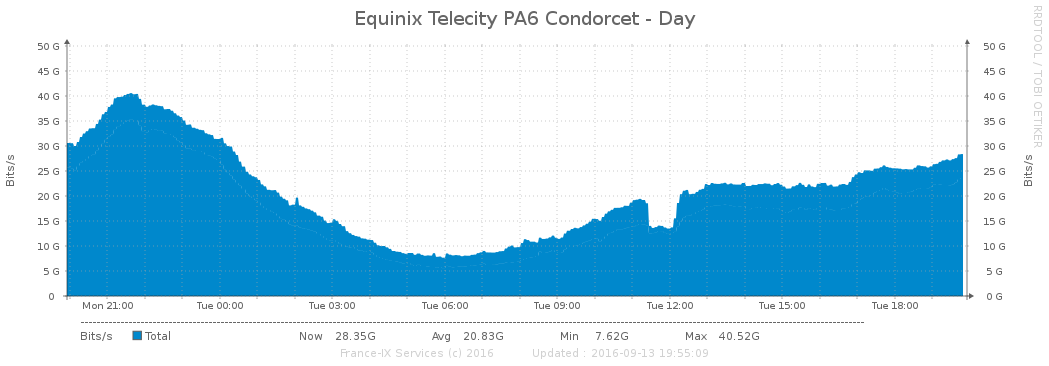 Equinix Telecity PA6 Condorcet - Day
RRDTOOL / TOBI OETIKER
Bits/s
50 G 50 G
45 G 45 G
40 G 40 G
35 G 35 G
30 G 30 G
25 G 25 G
20 G 20 G
15 G 15 G
10 G 10 G
5 G 5 G
0 0 G
Bits/s
Mon 21:00 Tue 00:00 Tue 03:00 Tue 06:00 Tue 09:00 Tue 12:00 Tue 15:00 Tue 18:00
Bits/s Total Now 28.35G Avg 20.83G Min 7.62G Max 40.52G
France-IX Services (c) 2016 Updated : 2016-09-13 19:55:09